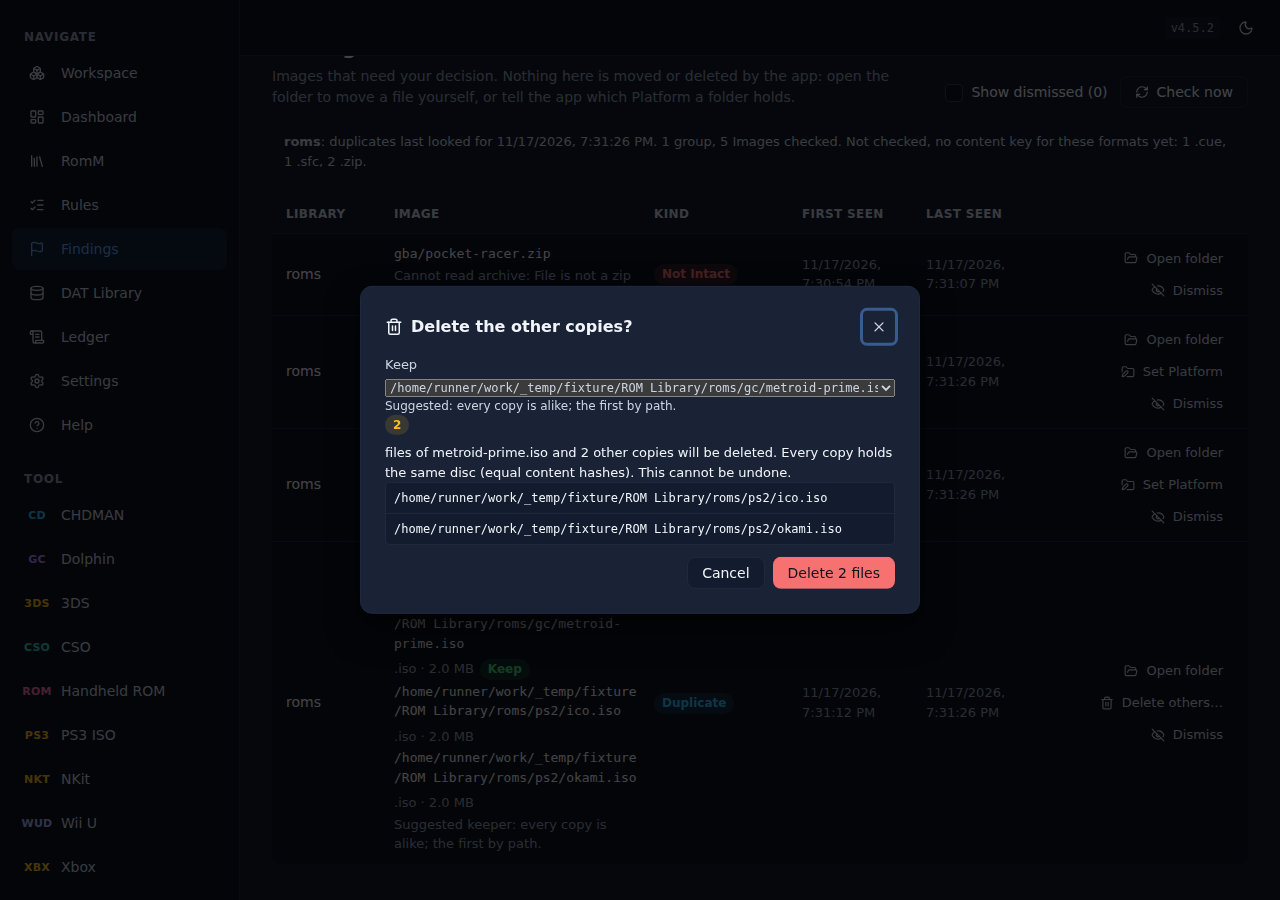 NAVIGATE
Workspace
Dashboard
RomM
Rules
Findings
DAT Library
Ledger
Settings
Help
TOOL
CD CHDMAN
GC Dolphin
3DS 3DS
CSO CSO
ROM Handheld ROM
PS3 PS3 ISO
NKT NKit
WUD Wii U
XBX Xbox
v4.5.2
Images that need your decision. Nothing here is moved or deleted by the app: open the
folder to move a file yourself, or tell the app which Platform a folder holds.
Show dismissed (0)
Check now
roms: duplicates last looked for 11/17/2026, 7:31:26 PM. 1 group, 5 Images checked. Not checked, no content key for these formats yet: 1 .cue,
1 .sfc, 2 .zip.
LIBRARY IMAGE KIND FIRST SEEN LAST SEEN
roms
gba/pocket-racer.zip
Cannot read archive: File is not a zip
Not Intact
11/17/2026,
7:30:54 PM
11/17/2026,
7:31:07 PM
Open folder
Dismiss
roms
11/17/2026,
7:31:26 PM
Open folder
Set Platform
Dismiss
roms
11/17/2026,
7:31:26 PM
Open folder
Set Platform
Dismiss
Delete the other copies?
Keep
/home/runner/work/_temp/fixture/ROM Library/roms/gc/metroid-prime.is
Suggested: every copy is alike; the first by path.
2
files of metroid-prime.iso and 2 other copies will be deleted. Every copy holds
the same disc (equal content hashes). This cannot be undone.
/home/runner/work/_temp/fixture/ROM Library/roms/ps2/ico.iso
/home/runner/work/_temp/fixture/ROM Library/roms/ps2/okami.iso
Cancel
Delete 2 files
roms
/ROM Library/roms/gc/metroid-
prime.iso
.iso · 2.0 MB Keep
/home/runner/work/_temp/fixture
/ROM Library/roms/ps2/ico.iso
.iso · 2.0 MB
/home/runner/work/_temp/fixture
/ROM Library/roms/ps2/okami.iso
.iso · 2.0 MB
Suggested keeper: every copy is
alike; the first by path.
Duplicate
11/17/2026,
7:31:12 PM
11/17/2026,
7:31:26 PM
Open folder
Delete others…
Dismiss